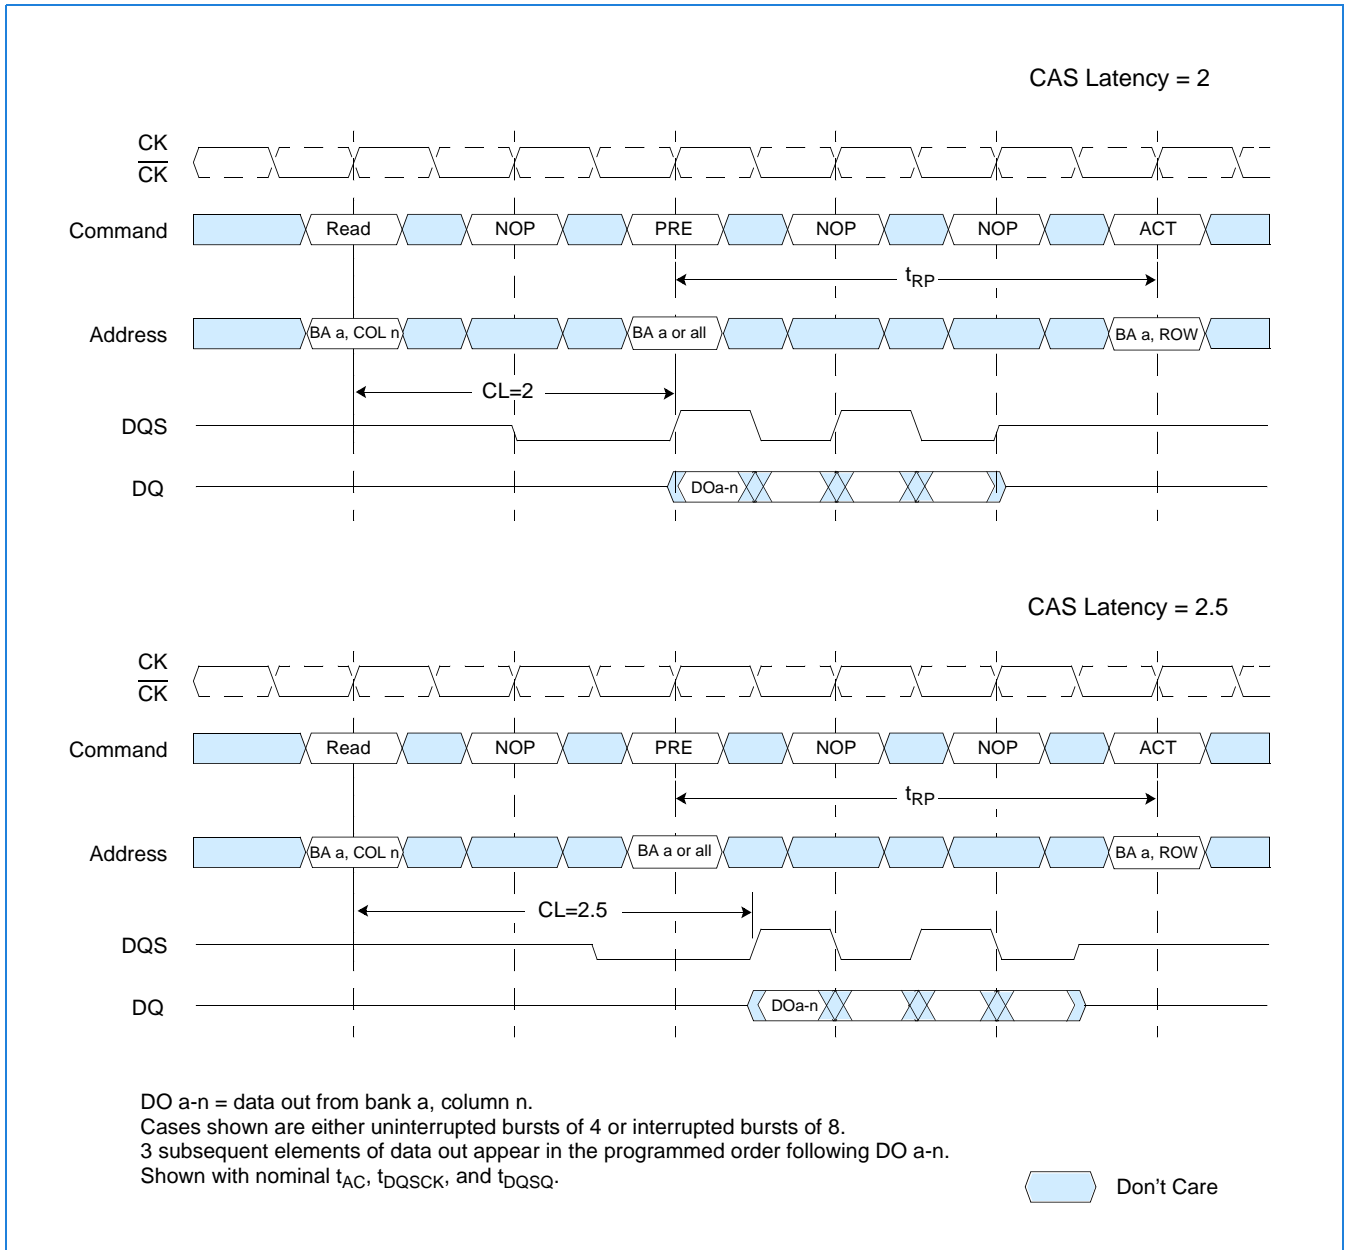 CAS Latency = 2
CK
CK
Command
Read
NOP
PRE
NOP
NOP
ACT
tRP
Address
BA a, COL n
BA a or all
BA a, ROW
CL=2
DQS
DQ
DOa-n
CAS Latency = 2.5
CK
CK
Command
Read
NOP
PRE
NOP
NOP
ACT
tRP
Address
BA a, COL n
BA a or all
BA a, ROW
CL=2.5
DQS
DQ
DOa-n
DO a-n = data out from bank a, column n.
Cases shown are either uninterrupted bursts of 4 or interrupted bursts of 8.
3 subsequent elements of data out appear in the programmed order following DO a-n.
Shown with nominal tAC, tDQSCK, and tDQSQ.
Don't Care